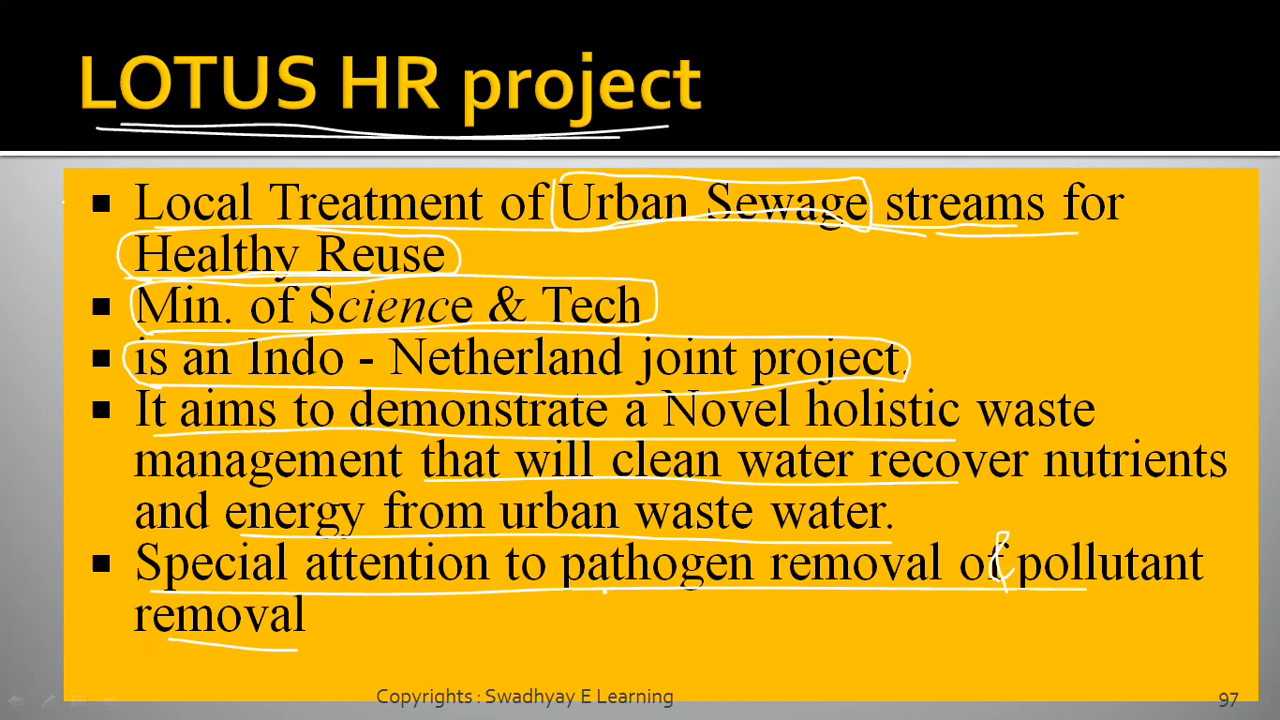 LOTUS HR project
▪ Local Treatment of Urban Sewage streams for
Healthy Reuse
▪ Min. of Science & Tech
▪ is an Indo - Netherland joint project.
▪ It aims to demonstrate a Novel holistic waste
management that will clean water recover nutrients
and energy from urban waste water.
▪ Special attention to pathogen removal of pollutant
removal
Copyrights : Swadhyay E Learning
97